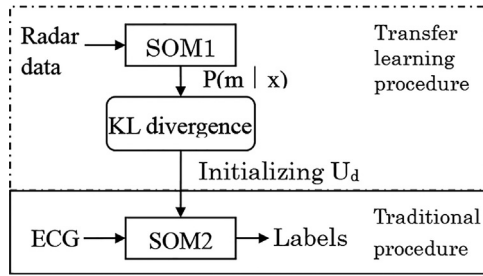 Radar
data
SOM1
Transfer
learning
procedure
P(m | x)
KL divergence
Initializing U_d
ECG
SOM2
Labels
Traditional
procedure